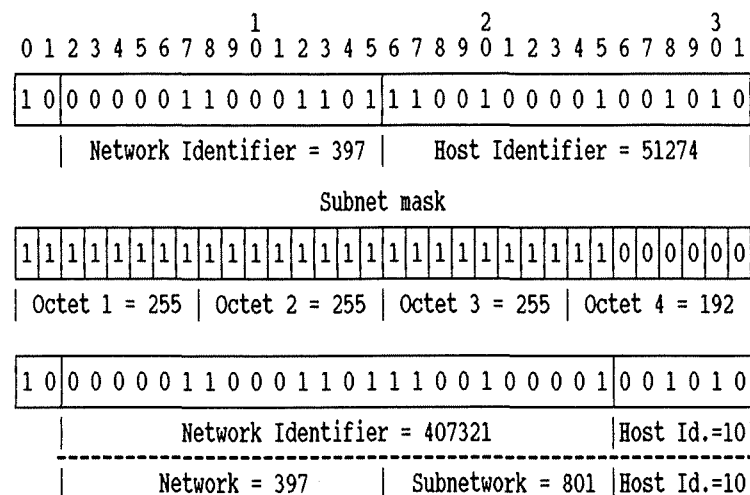 1 2 3
0 1 2 3 4 5 6 7 8 9 0 1 2 3 4 5 6 7 8 9 0 1 2 3 4 5 6 7 8 9 0 1
1 0 0 0 0 0 0 1 1 0 0 0 1 1 0 1 1 1 0 0 1 0 0 0 0 1 0 0 1 0 1 0
Network Identifier = 397 Host Identifier = 51274
Subnet mask
1 1 1 1 1 1 1 1 1 1 1 1 1 1 1 1 1 1 1 1 1 1 1 1 1 1 0 0 0 0 0 0
Octet 1 = 255 Octet 2 = 255 Octet 3 = 255 Octet 4 = 192
1 0 0 0 0 0 0 1 1 0 0 0 1 1 0 1 1 1 0 0 1 0 0 0 0 1 0 0 1 0 1 0
Network Identifier = 407321 Host Id.=10
Network = 397 Subnetwork = 801 Host Id.=10